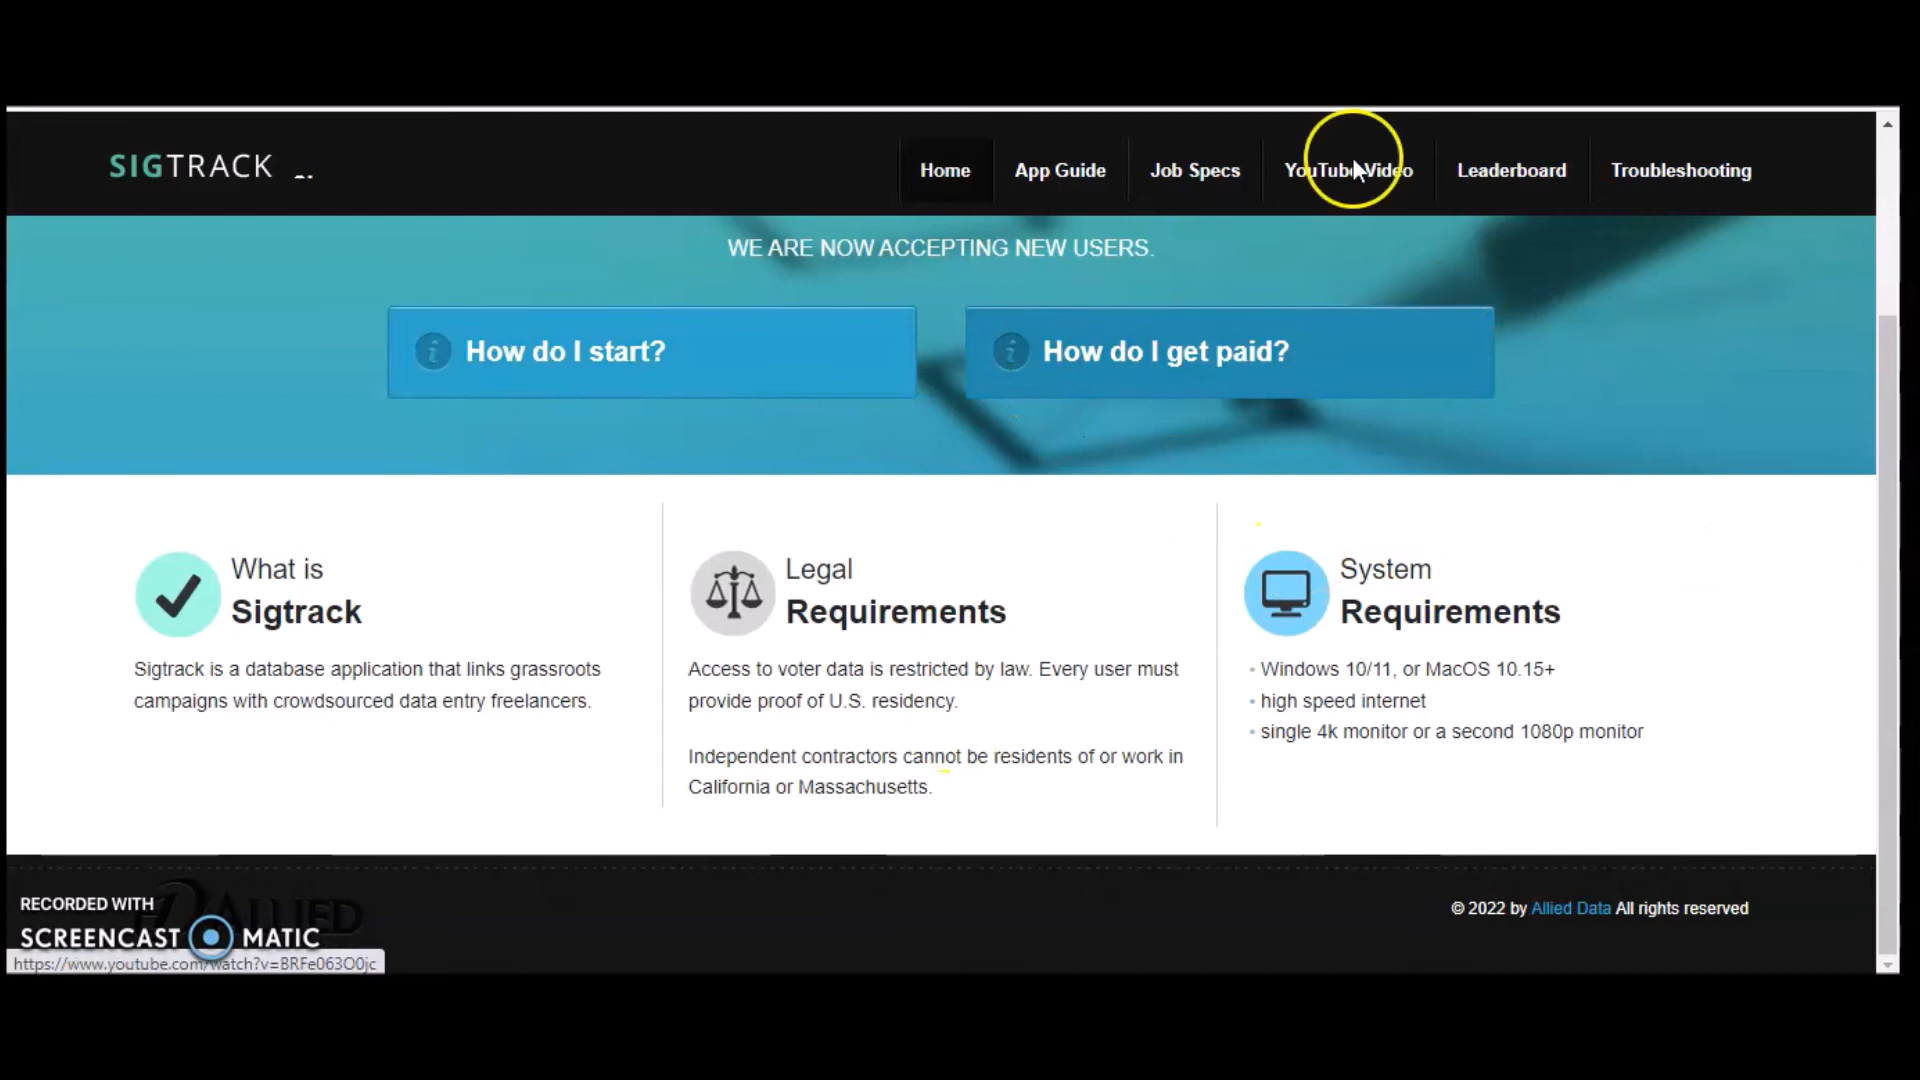 SIGTRACK
Home
App Guide
Job Specs
YouTube Video
Leaderboard
Troubleshooting
WE ARE NOW ACCEPTING NEW USERS.
How do I start?
How do I get paid?
What is
Sigtrack
Sigtrack is a database application that links grassroots
campaigns with crowdsourced data entry freelancers.
Legal
Requirements
Access to voter data is restricted by law. Every user must
provide proof of U.S. residency.
Independent contractors cannot be residents of or work in
California or Massachusetts.
System
Requirements
• Windows 10/11, or MacOS 10.15+
• high speed internet
• single 4k monitor or a second 1080p monitor
ALLIED
© 2022 by Allied Data All rights reserved
RECORDED WITH
SCREENCAST MATIC
https://www.youtube.com/watch?v=BRFe063O0jc